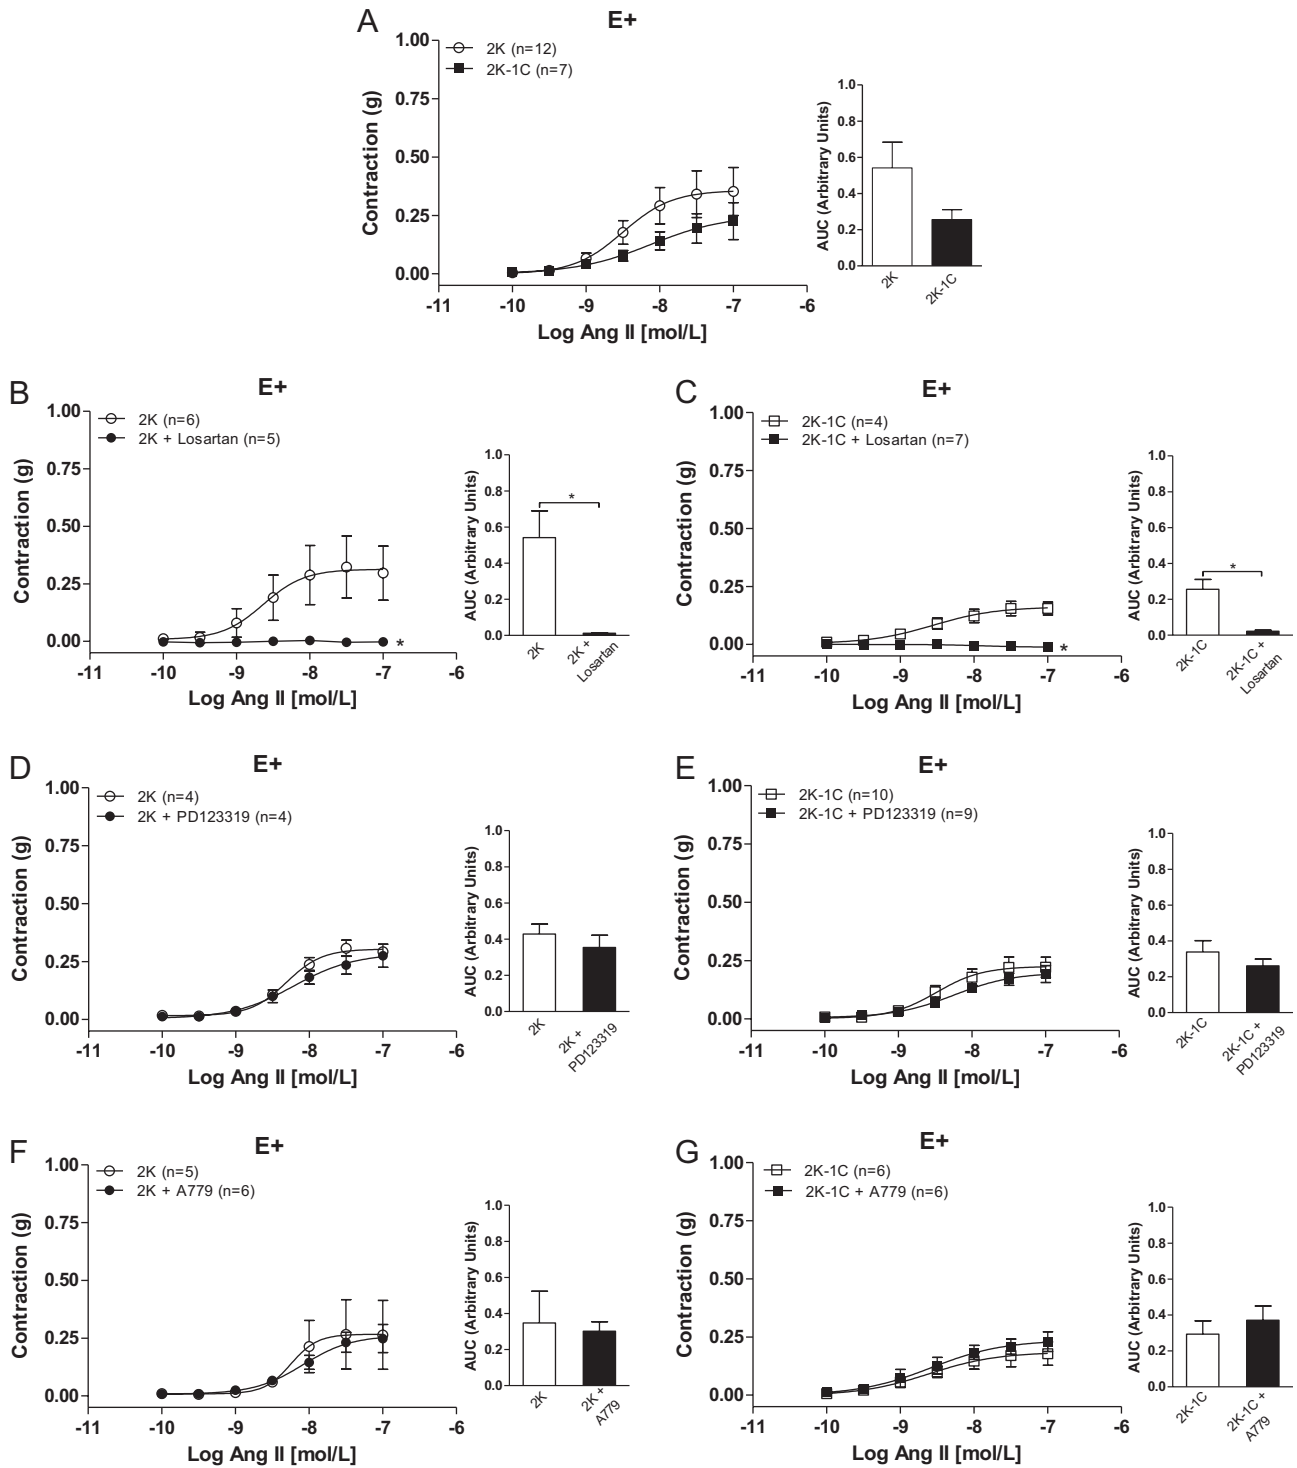 A
E+
2K (n=12)
2K-1C (n=7)
Contraction (g)
1.00
0.75
0.50
0.25
0.00
-11 -10 -9 -8 -7 -6
Log Ang II [mol/L]
AUC (Arbitrary Units)
1.0
0.8
0.6
0.4
0.2
0.0
2K
2K-1C
B
E+
2K (n=6)
2K + Losartan (n=5)
Contraction (g)
1.00
0.75
0.50
0.25
0.00
*
-11 -10 -9 -8 -7 -6
Log Ang II [mol/L]
AUC (Arbitrary Units)
1.0
0.8
0.6
0.4
0.2
0.0
*
2K
2K +
Losartan
C
E+
2K-1C (n=4)
2K-1C + Losartan (n=7)
Contraction (g)
1.00
0.75
0.50
0.25
0.00
*
-11 -10 -9 -8 -7 -6
Log Ang II [mol/L]
AUC (Arbitrary Units)
1.0
0.8
0.6
0.4
0.2
0.0
*
2K-1C
2K-1C +
Losartan
D
E+
2K (n=4)
2K + PD123319 (n=4)
Contraction (g)
1.00
0.75
0.50
0.25
0.00
-11 -10 -9 -8 -7 -6
Log Ang II [mol/L]
AUC (Arbitrary Units)
1.0
0.8
0.6
0.4
0.2
0.0
2K
2K +
PD123319
E
E+
2K-1C (n=10)
2K-1C + PD123319 (n=9)
Contraction (g)
1.00
0.75
0.50
0.25
0.00
-11 -10 -9 -8 -7 -6
Log Ang II [mol/L]
AUC (Arbitrary Units)
1.0
0.8
0.6
0.4
0.2
0.0
2K-1C
2K-1C +
PD123319
F
E+
2K (n=5)
2K + A779 (n=6)
Contraction (g)
1.00
0.75
0.50
0.25
0.00
-11 -10 -9 -8 -7 -6
Log Ang II [mol/L]
AUC (Arbitrary Units)
1.0
0.8
0.6
0.4
0.2
0.0
2K
2K +
A779
G
E+
2K-1C (n=6)
2K-1C + A779 (n=6)
Contraction (g)
1.00
0.75
0.50
0.25
0.00
-11 -10 -9 -8 -7 -6
Log Ang II [mol/L]
AUC (Arbitrary Units)
1.0
0.8
0.6
0.4
0.2
0.0
2K-1C
2K-1C +
A779